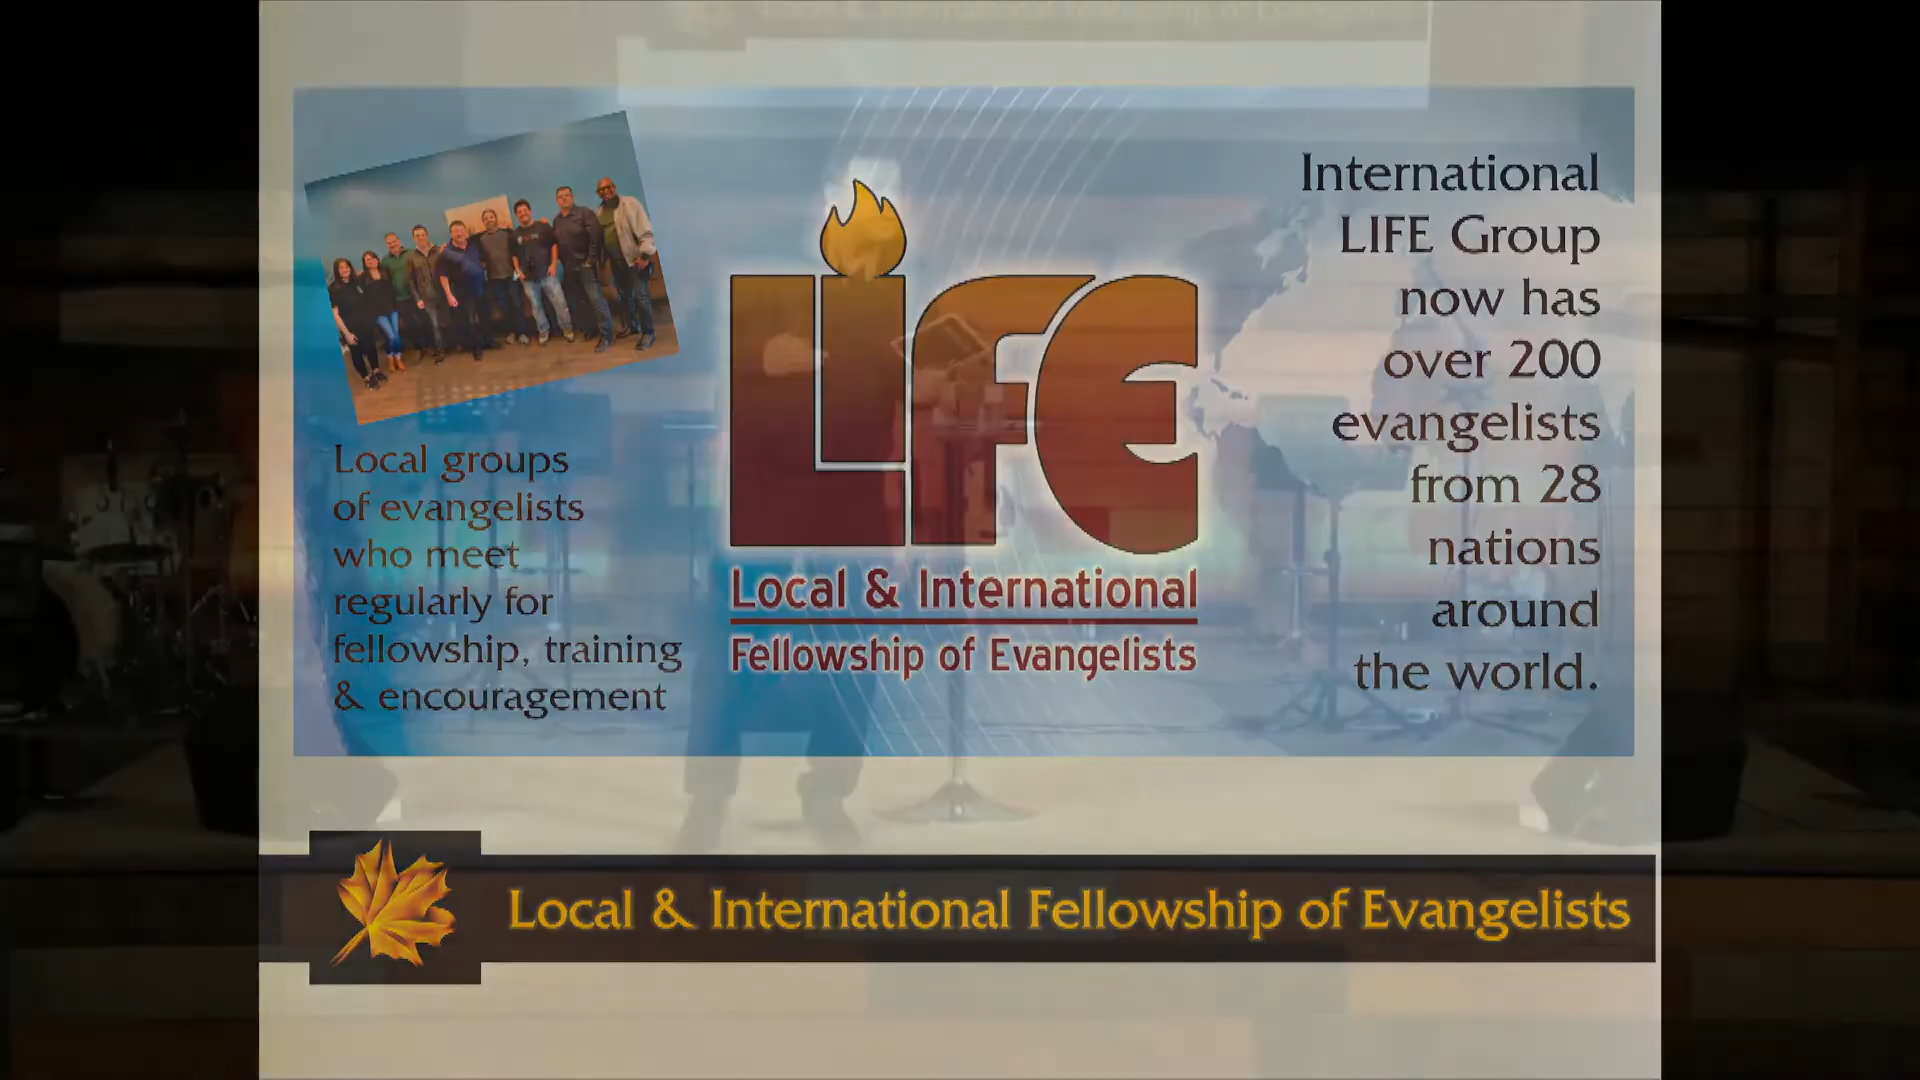 Local groups
of evangelists
who meet
regularly for
fellowship, training
& encouragement
LIFE
Local & International
Fellowship of Evangelists
International
LIFE Group
now has
over 200
evangelists
from 28
nations
around
the world.
Local & International Fellowship of Evangelists